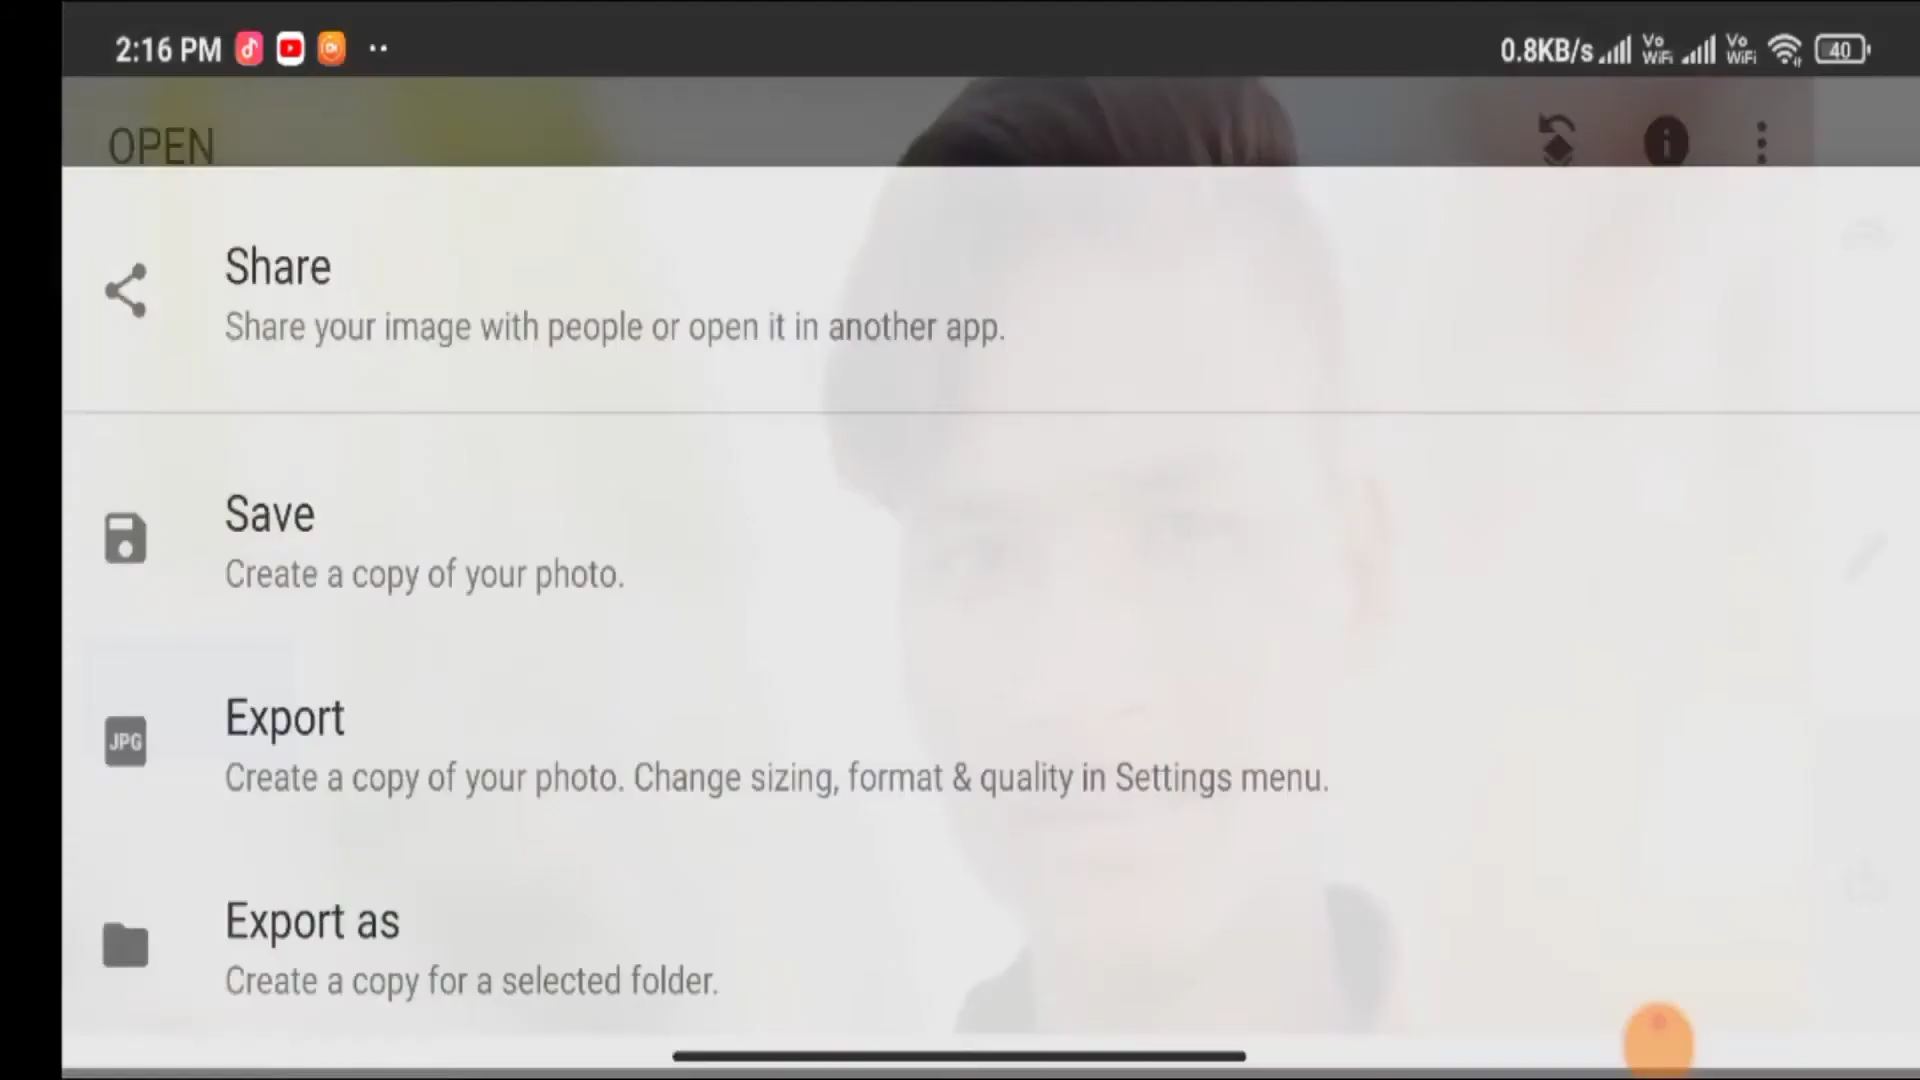 2:16 PM
0.8KB/s Vo WiFi Vo WiFi 40
OPEN
Share
Share your image with people or open it in another app.
Save
Create a copy of your photo.
JPG
Export
Create a copy of your photo. Change sizing, format & quality in Settings menu.
Export as
Create a copy for a selected folder.